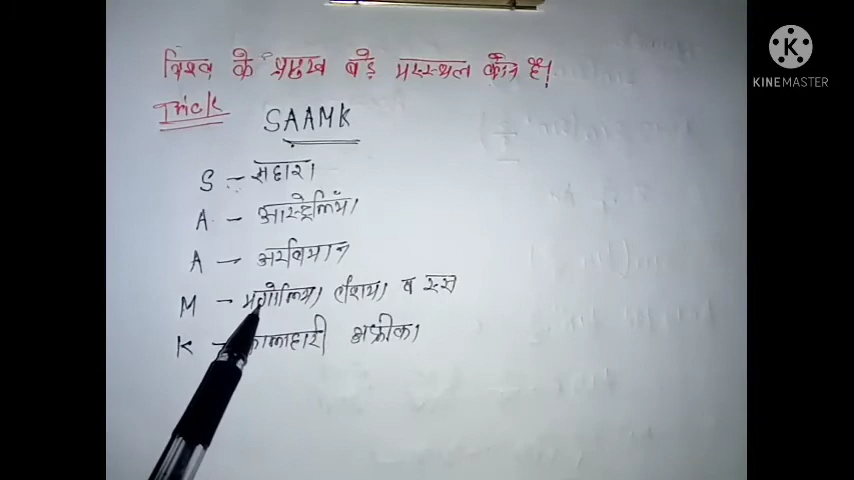 विश्व के प्रमुख बड़े मरुस्थल कौन है।
Trick
SAAMK
S - सहारा
A - आस्ट्रेलिया
A - अरबियान
M - मंगोलिया एशिया व रुस
K - कालाहारी अफ्रीका
K
KINEMASTER